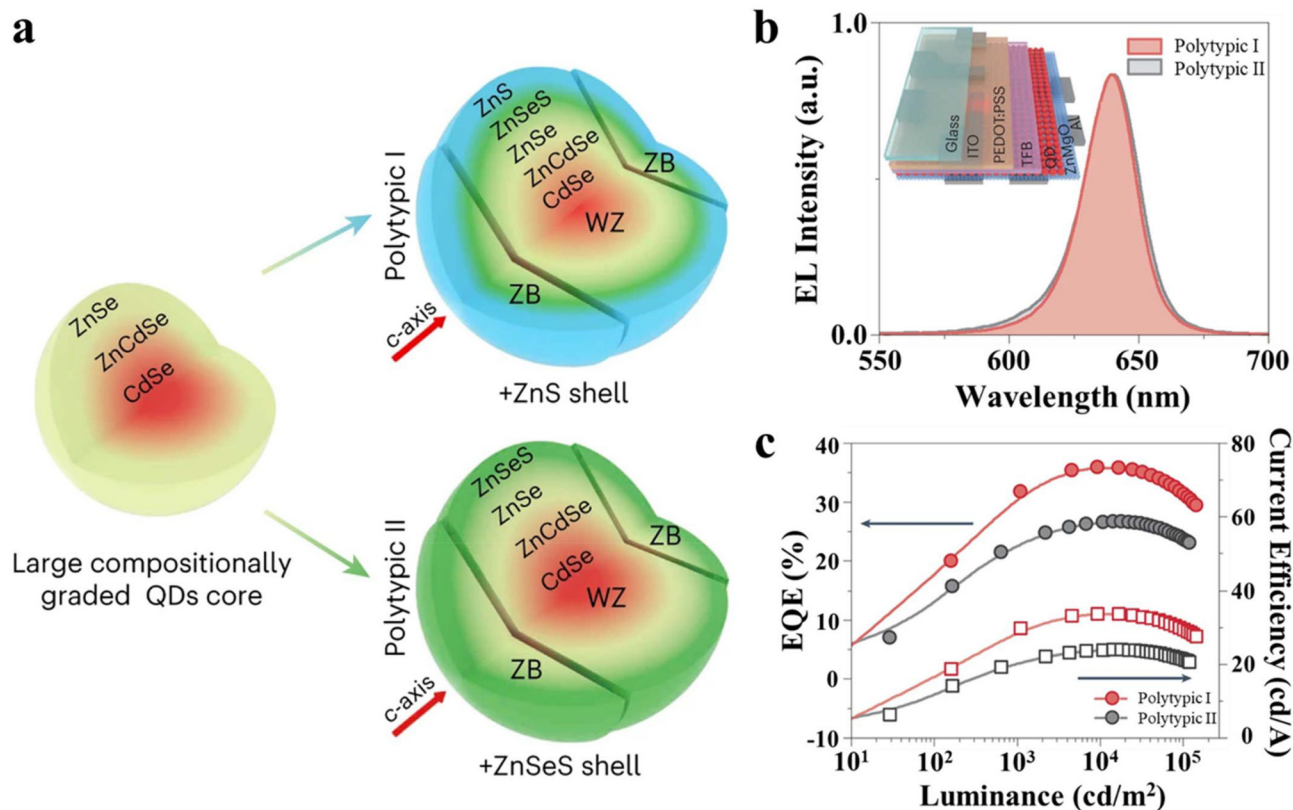 a
ZnSe
ZnCdSe
CdSe
Large compositionally
graded QDs core
Polytypic I
ZnS
ZnSeS
ZnSe
ZnCdSe
CdSe
WZ
ZB
ZB
c-axis
+ZnS shell
Polytypic II
ZnSeS
ZnSe
ZnCdSe
CdSe
WZ
ZB
ZB
c-axis
+ZnSeS shell
b
EL Intensity (a.u.)
1.0
0.0
Glass
ITO
PEDOT:PSS
TFB
QD
ZnMgO
Al
Polytypic I
Polytypic II
550 600 650 700
Wavelength (nm)
c
EQE (%)
40
30
20
10
0
-10
Current Efficiency (cd/A)
80
60
40
20
0
Polytypic I
Polytypic II
10¹ 10² 10³ 10⁴ 10⁵
Luminance (cd/m²)